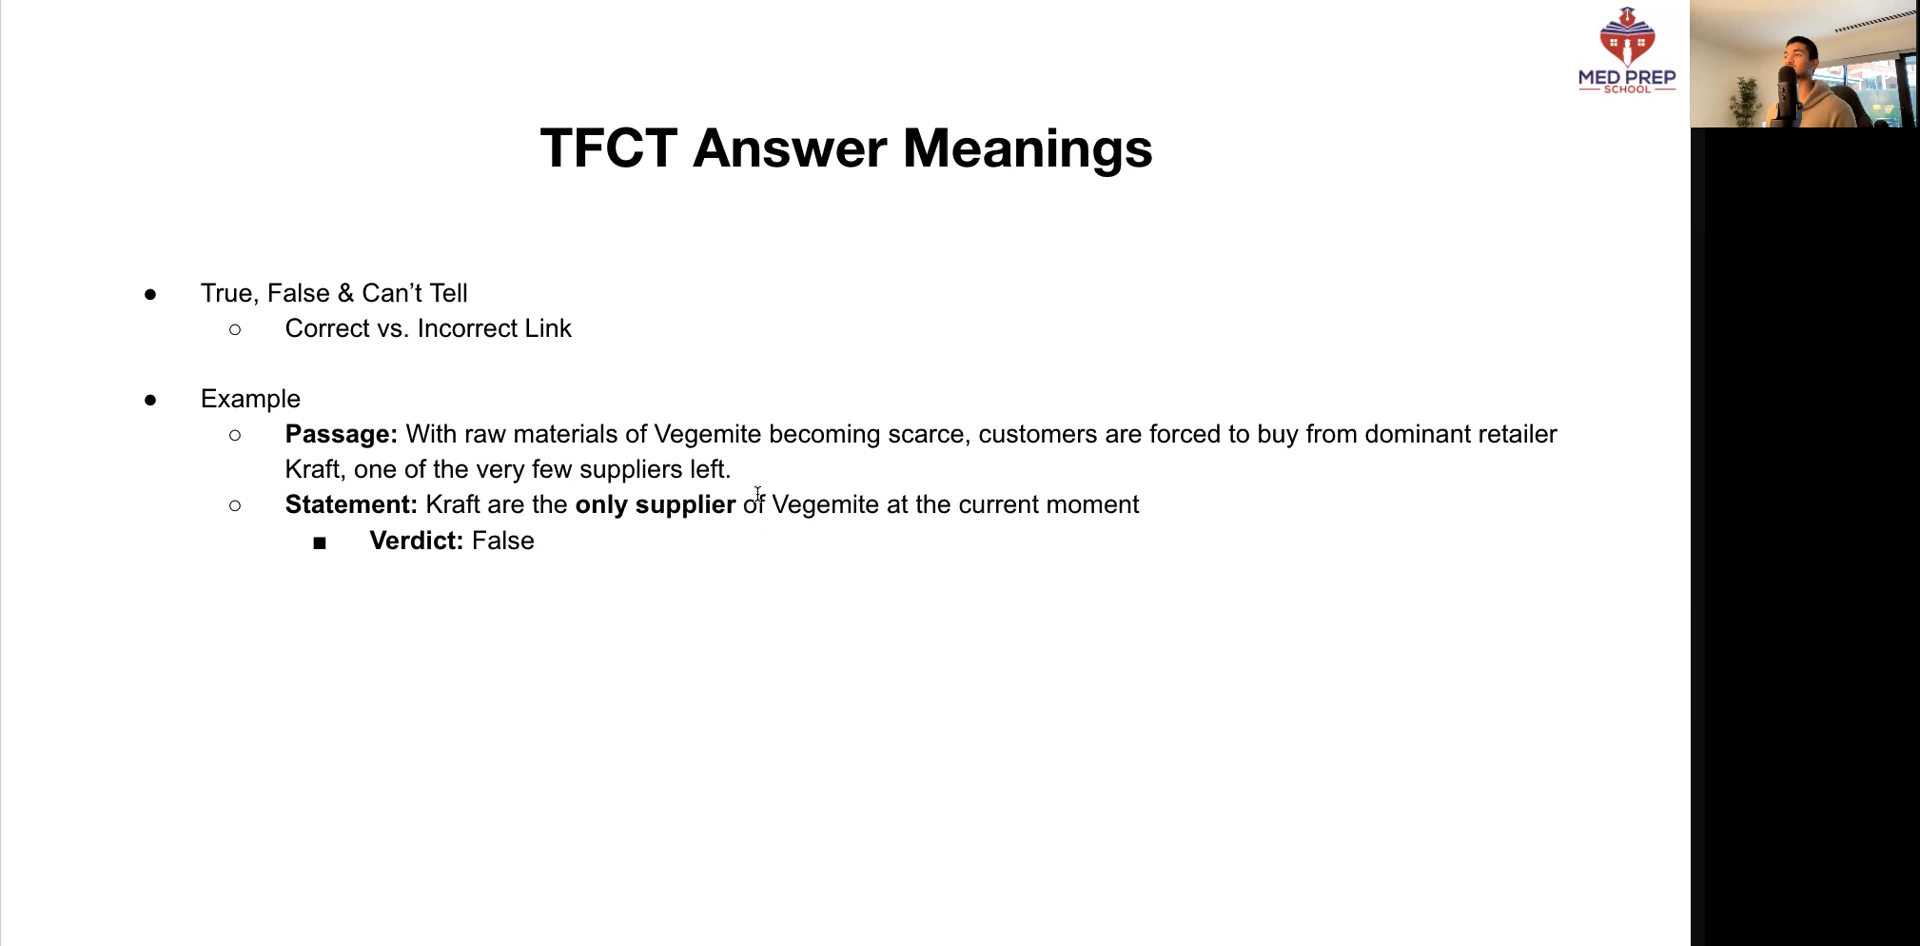 MED PREP
SCHOOL
TFCT Answer Meanings
● True, False & Can’t Tell
○ Correct vs. Incorrect Link
● Example
○ Passage: With raw materials of Vegemite becoming scarce, customers are forced to buy from dominant retailer
Kraft, one of the very few suppliers left.
○ Statement: Kraft are the only supplier of Vegemite at the current moment
■ Verdict: False